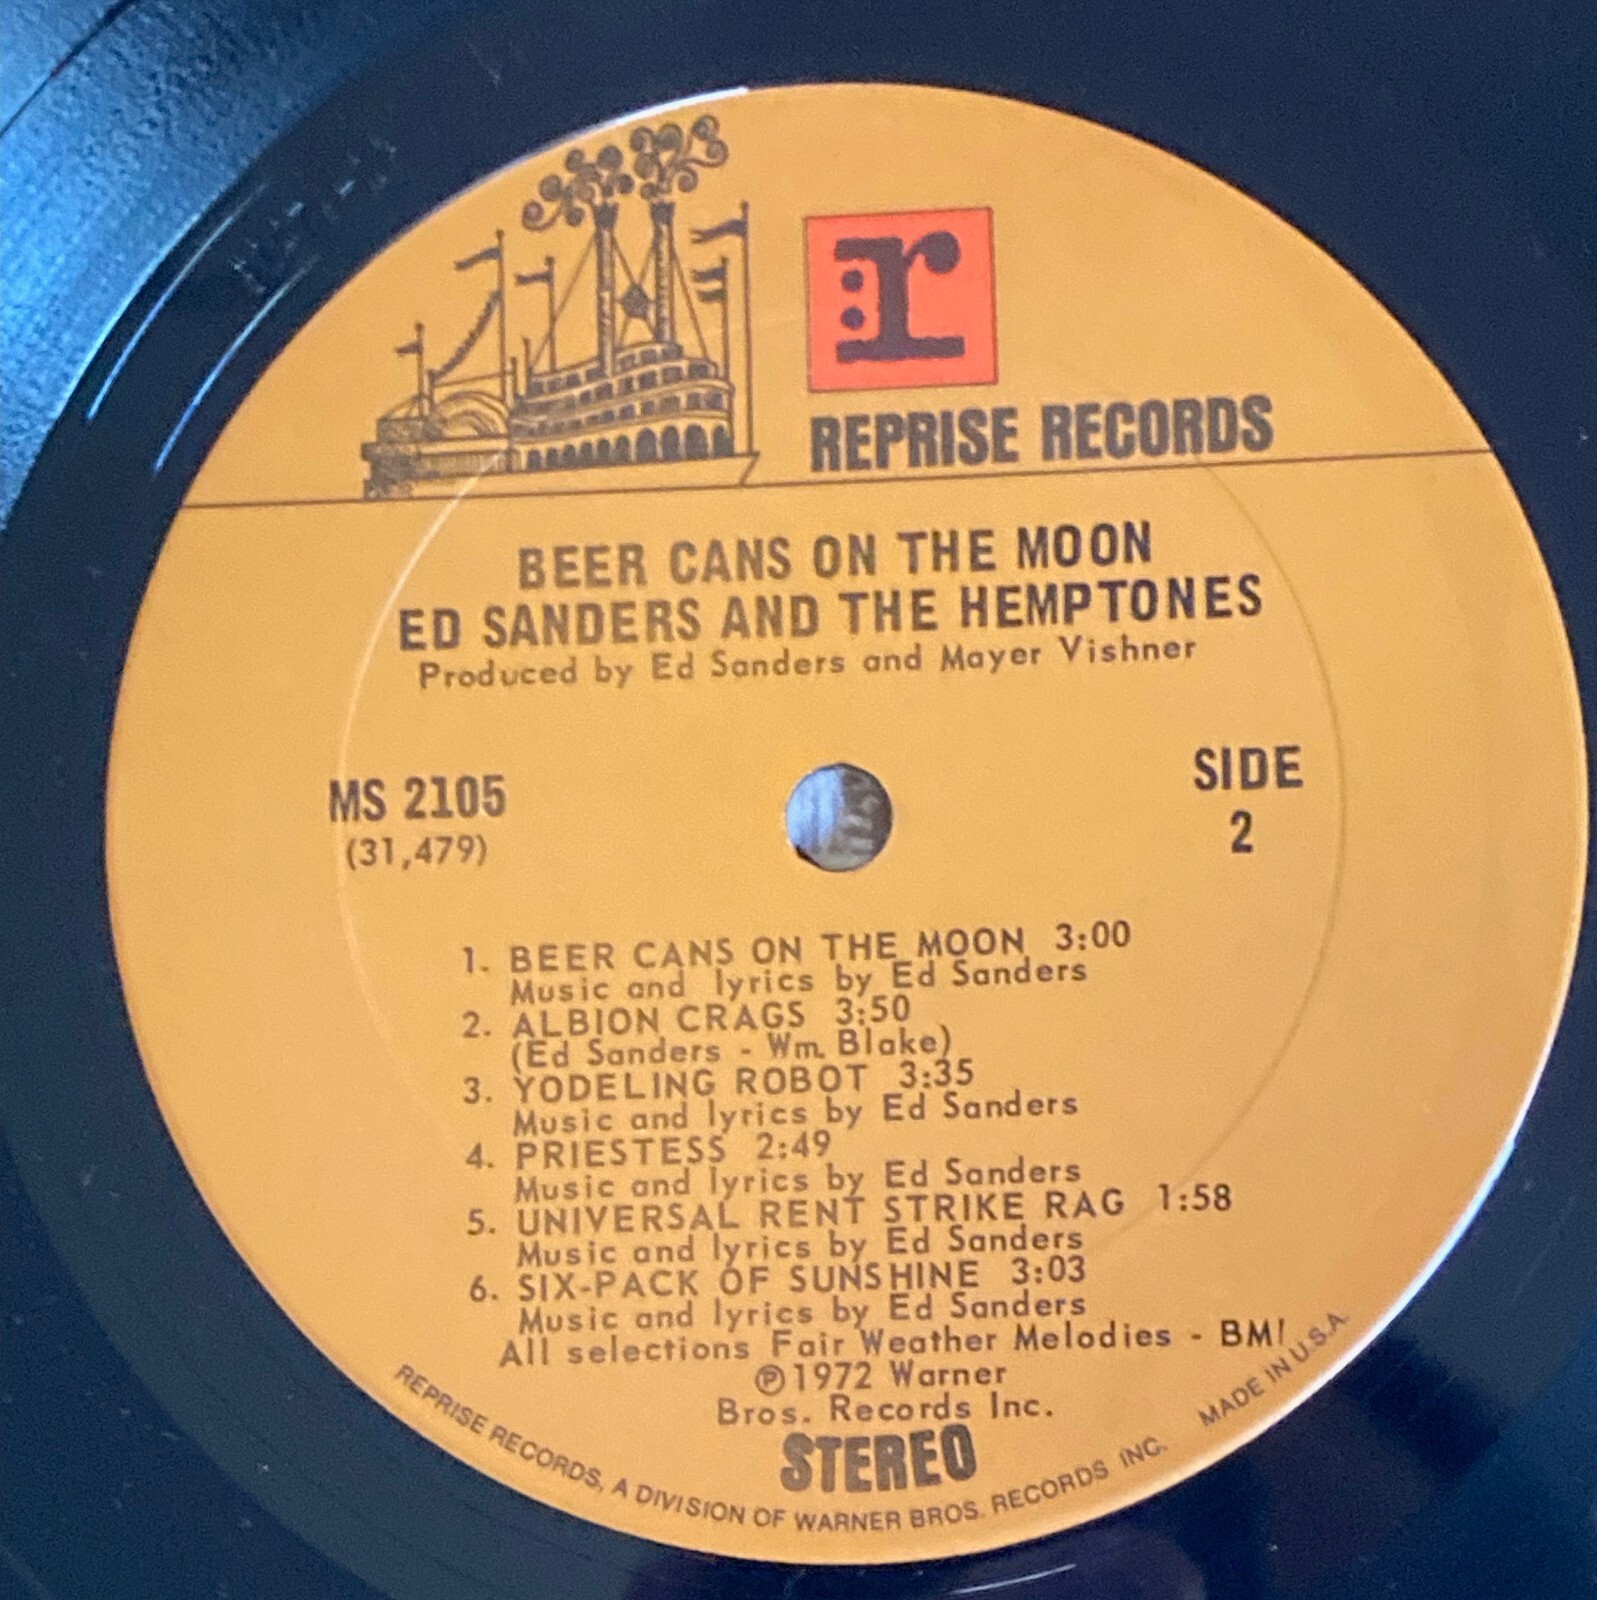 r:
REPRISE RECORDS
BEER CANS ON THE MOON
ED SANDERS AND THE HEMPTONES
Produced by Ed Sanders and Mayer Vishner
MS 2105
(31,479)
SIDE
2
1. BEER CANS ON THE MOON 3:00
Music and lyrics by Ed Sanders
2. ALBION CRAGS 3:50
(Ed Sanders - Wm. Blake)
3. YODELING ROBOT 3:35
Music and lyrics by Ed Sanders
4. PRIESTESS 2:49
Music and lyrics by Ed Sanders
5. UNIVERSAL RENT STRIKE RAG 1:58
Music and lyrics by Ed Sanders
6. SIX-PACK OF SUNSHINE 3:03
Music and lyrics by Ed Sanders
All selections Fair Weather Melodies - BMI
℗1972 Warner
Bros. Records Inc.
STEREO
REPRISE RECORDS, A DIVISION OF WARNER BROS. RECORDS INC. MADE IN U.S.A.